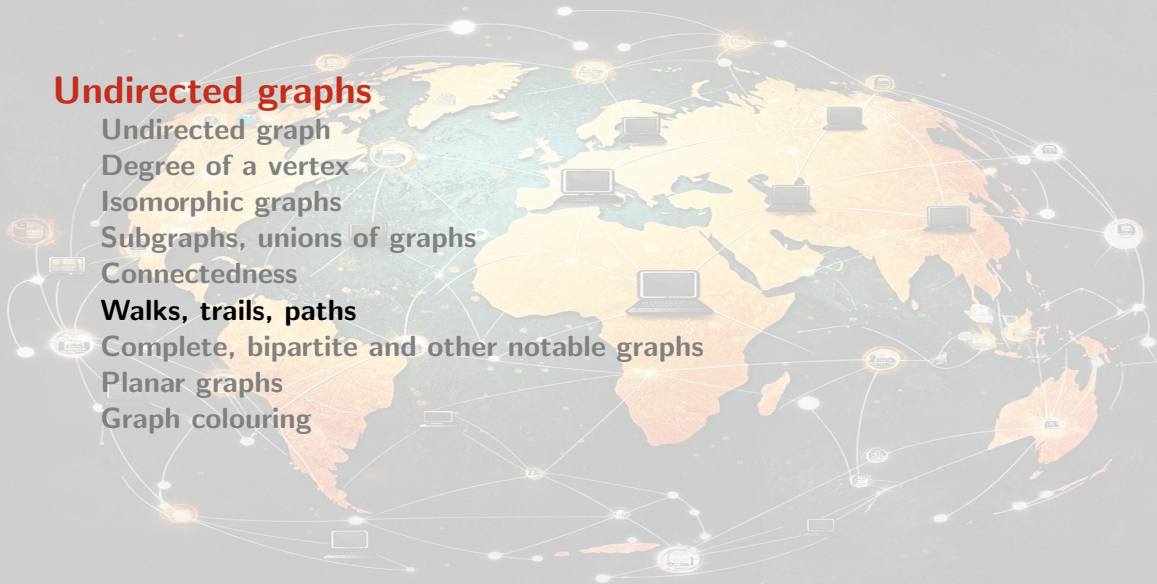 Undirected graphs
Undirected graph
Degree of a vertex
Isomorphic graphs
Subgraphs, unions of graphs
Connectedness
Walks, trails, paths
Complete, bipartite and other notable graphs
Planar graphs
Graph colouring